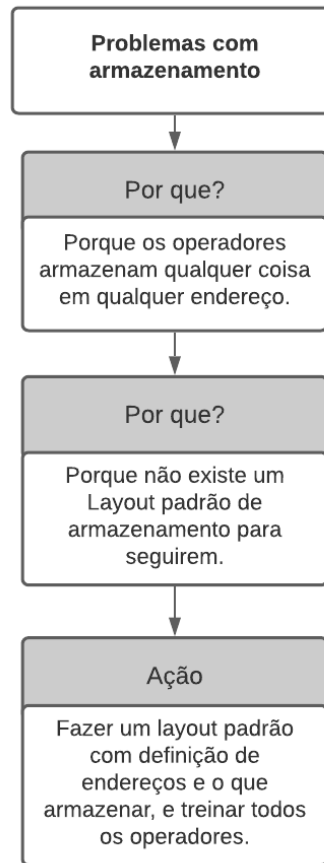 Problemas com
armazenamento
Por que?
Porque os operadores
armazenam qualquer coisa
em qualquer endereço.
Por que?
Porque não existe um
Layout padrão de
armazenamento para
seguirem.
Ação
Fazer um layout padrão
com definição de
endereços e o que
armazenar, e treinar todos
os operadores.